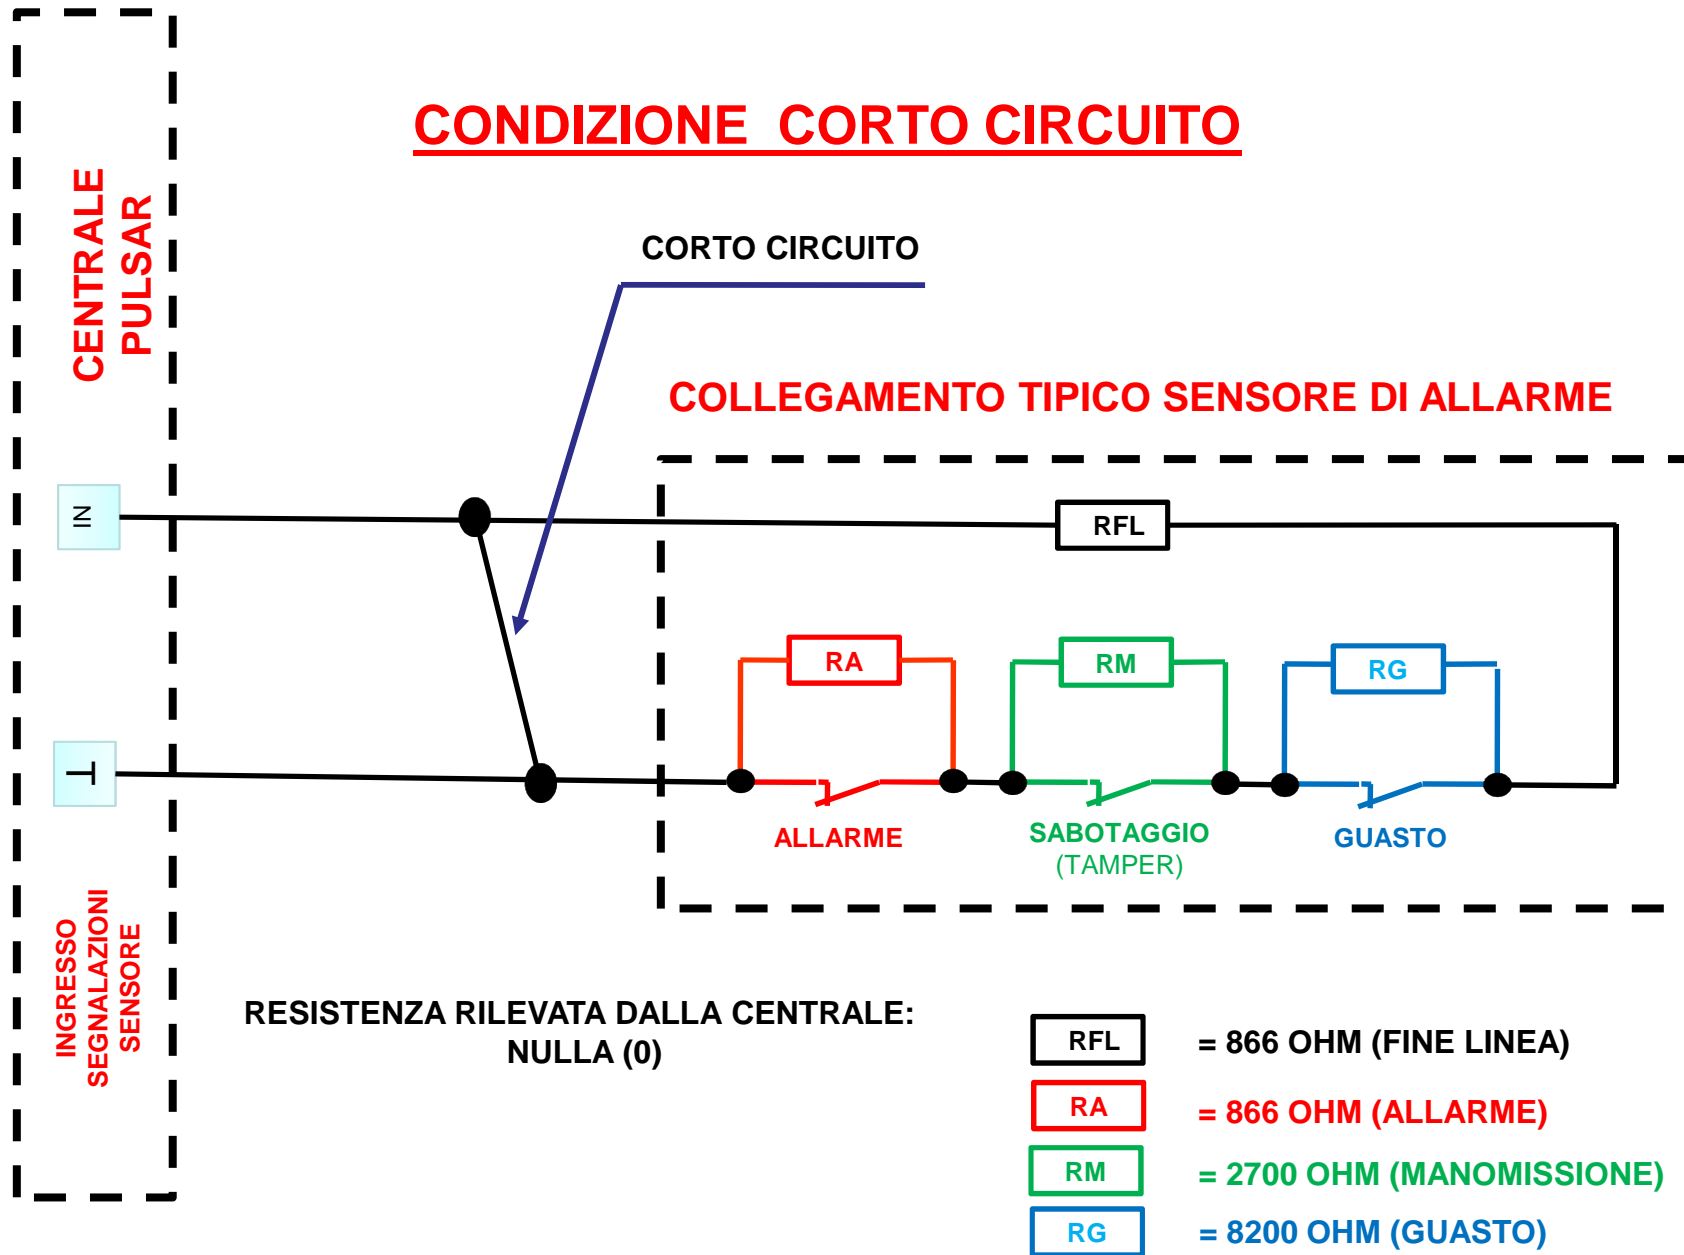 CONDIZIONE CORTO CIRCUITO
CENTRALE
PULSAR
CORTO CIRCUITO
COLLEGAMENTO TIPICO SENSORE DI ALLARME
IN
RFL
RA
RM
RG
ALLARME
SABOTAGGIO
(TAMPER)
GUASTO
INGRESSO
SEGNALAZIONI
SENSORE
RESISTENZA RILEVATA DALLA CENTRALE:
NULLA (0)
RFL = 866 OHM (FINE LINEA)
RA = 866 OHM (ALLARME)
RM = 2700 OHM (MANOMISSIONE)
RG = 8200 OHM (GUASTO)